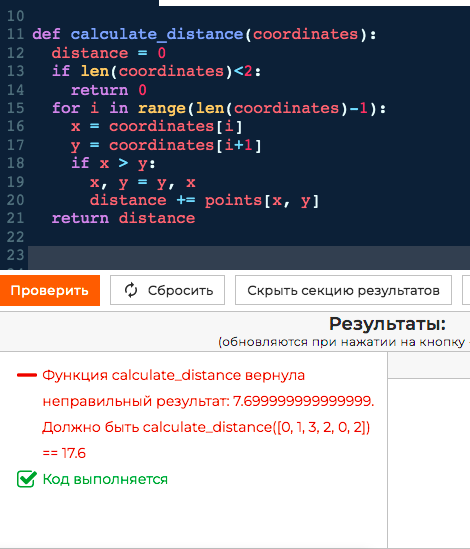 10
11 def calculate_distance(coordinates):
12   distance = 0
13   if len(coordinates)<2:
14     return 0
15   for i in range(len(coordinates)-1):
16     x = coordinates[i]
17     y = coordinates[i+1]
18     if x > y:
19       x, y = y, x
20       distance += points[x, y]
21   return distance
22
23
Проверить Сбросить Скрыть секцию результатов
Результаты:
(обновляются при нажатии на кнопку
Функция calculate_distance вернула
неправильный результат: 7.699999999999999.
Должно быть calculate_distance([0, 1, 3, 2, 0, 2])
== 17.6
Код выполняется